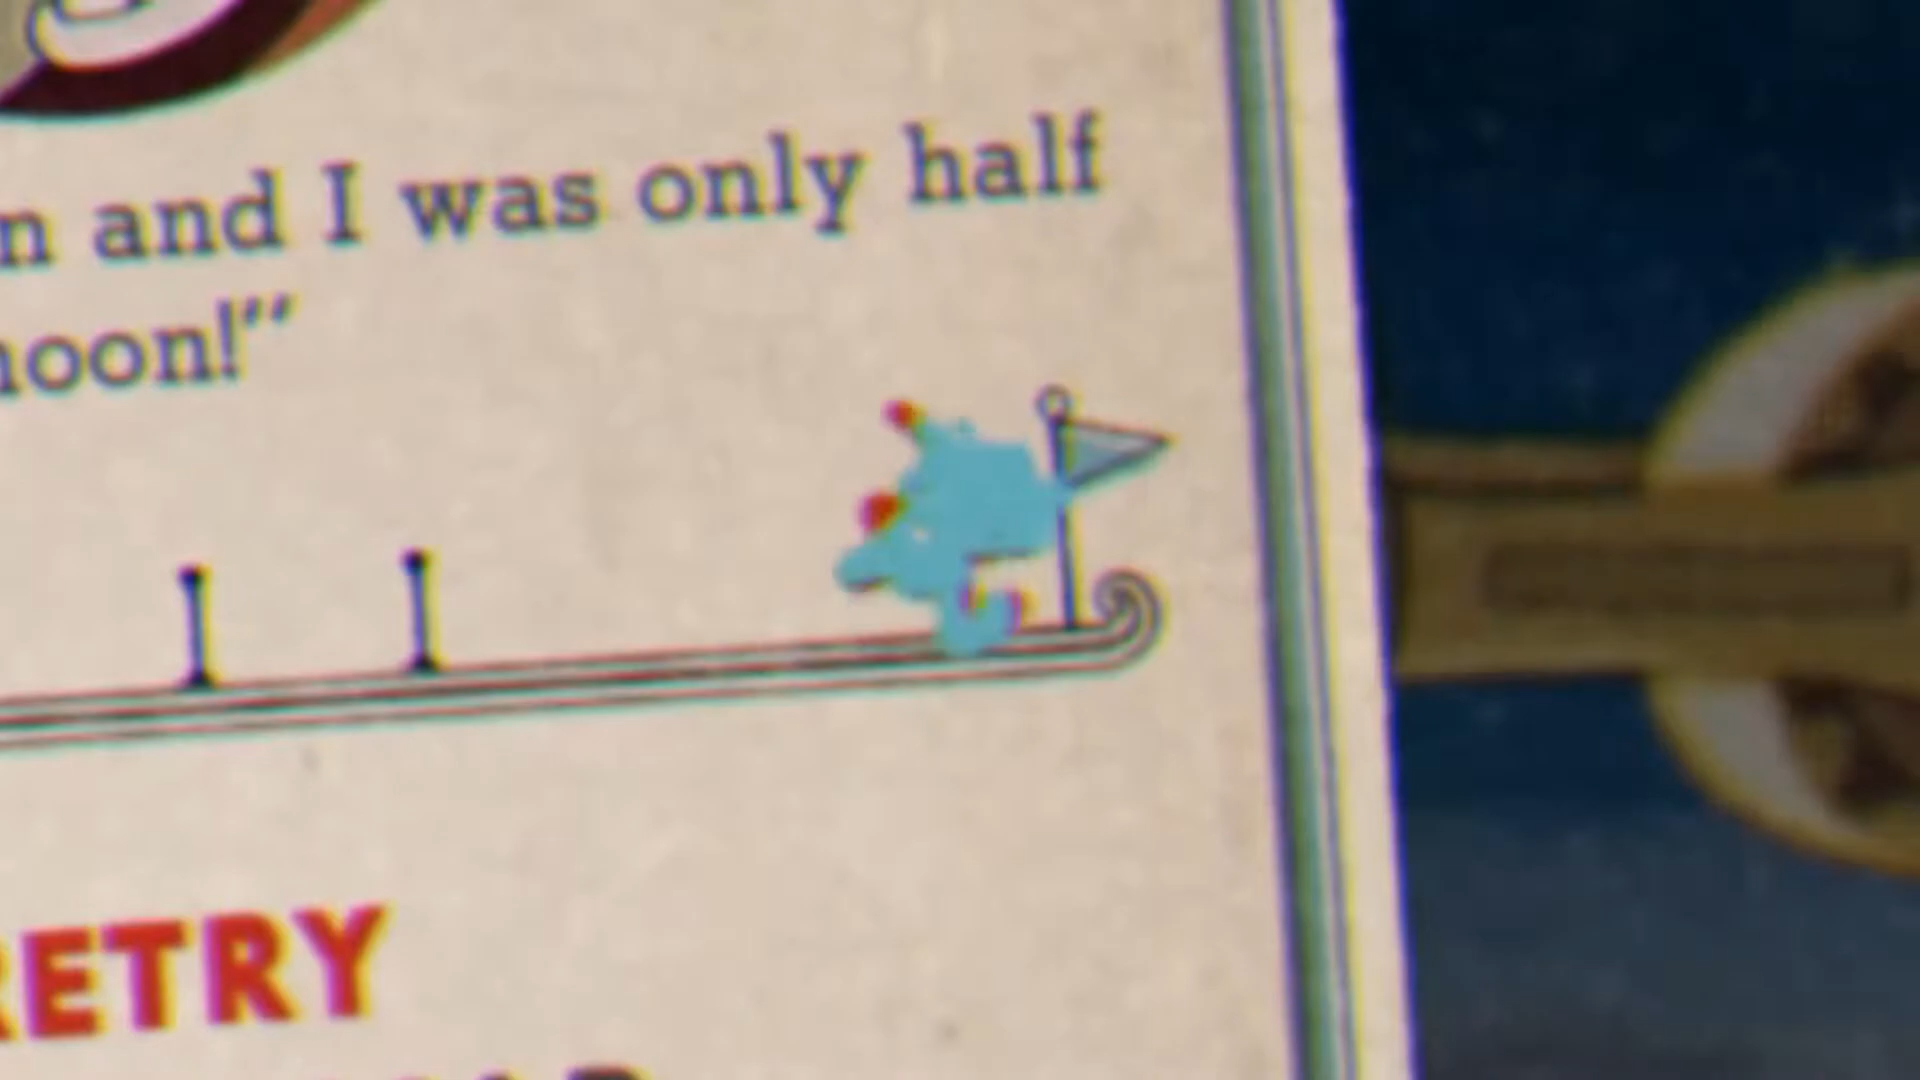 n and I was only half
noon!”
RETRY